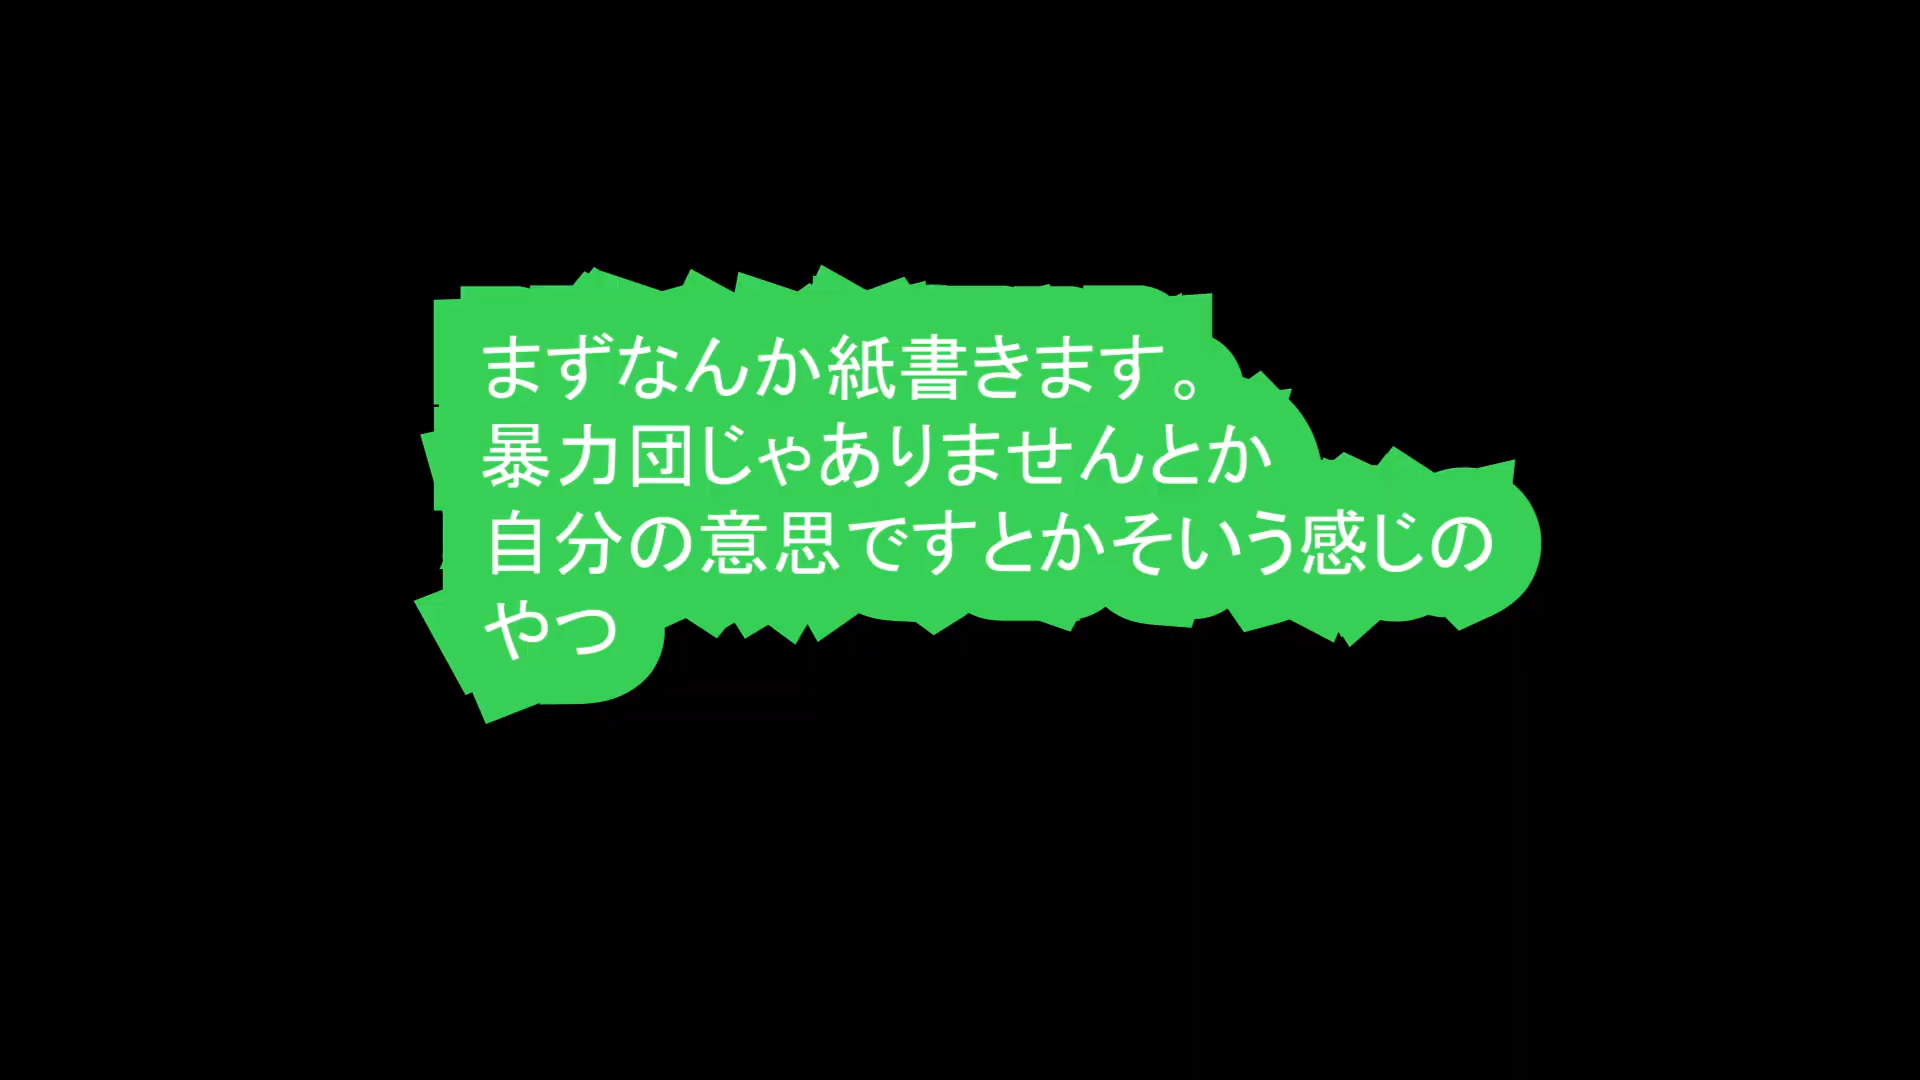 まずなんか紙書きます。
暴力団じゃありませんとか
自分の意思ですとかそいう感じの
やつ